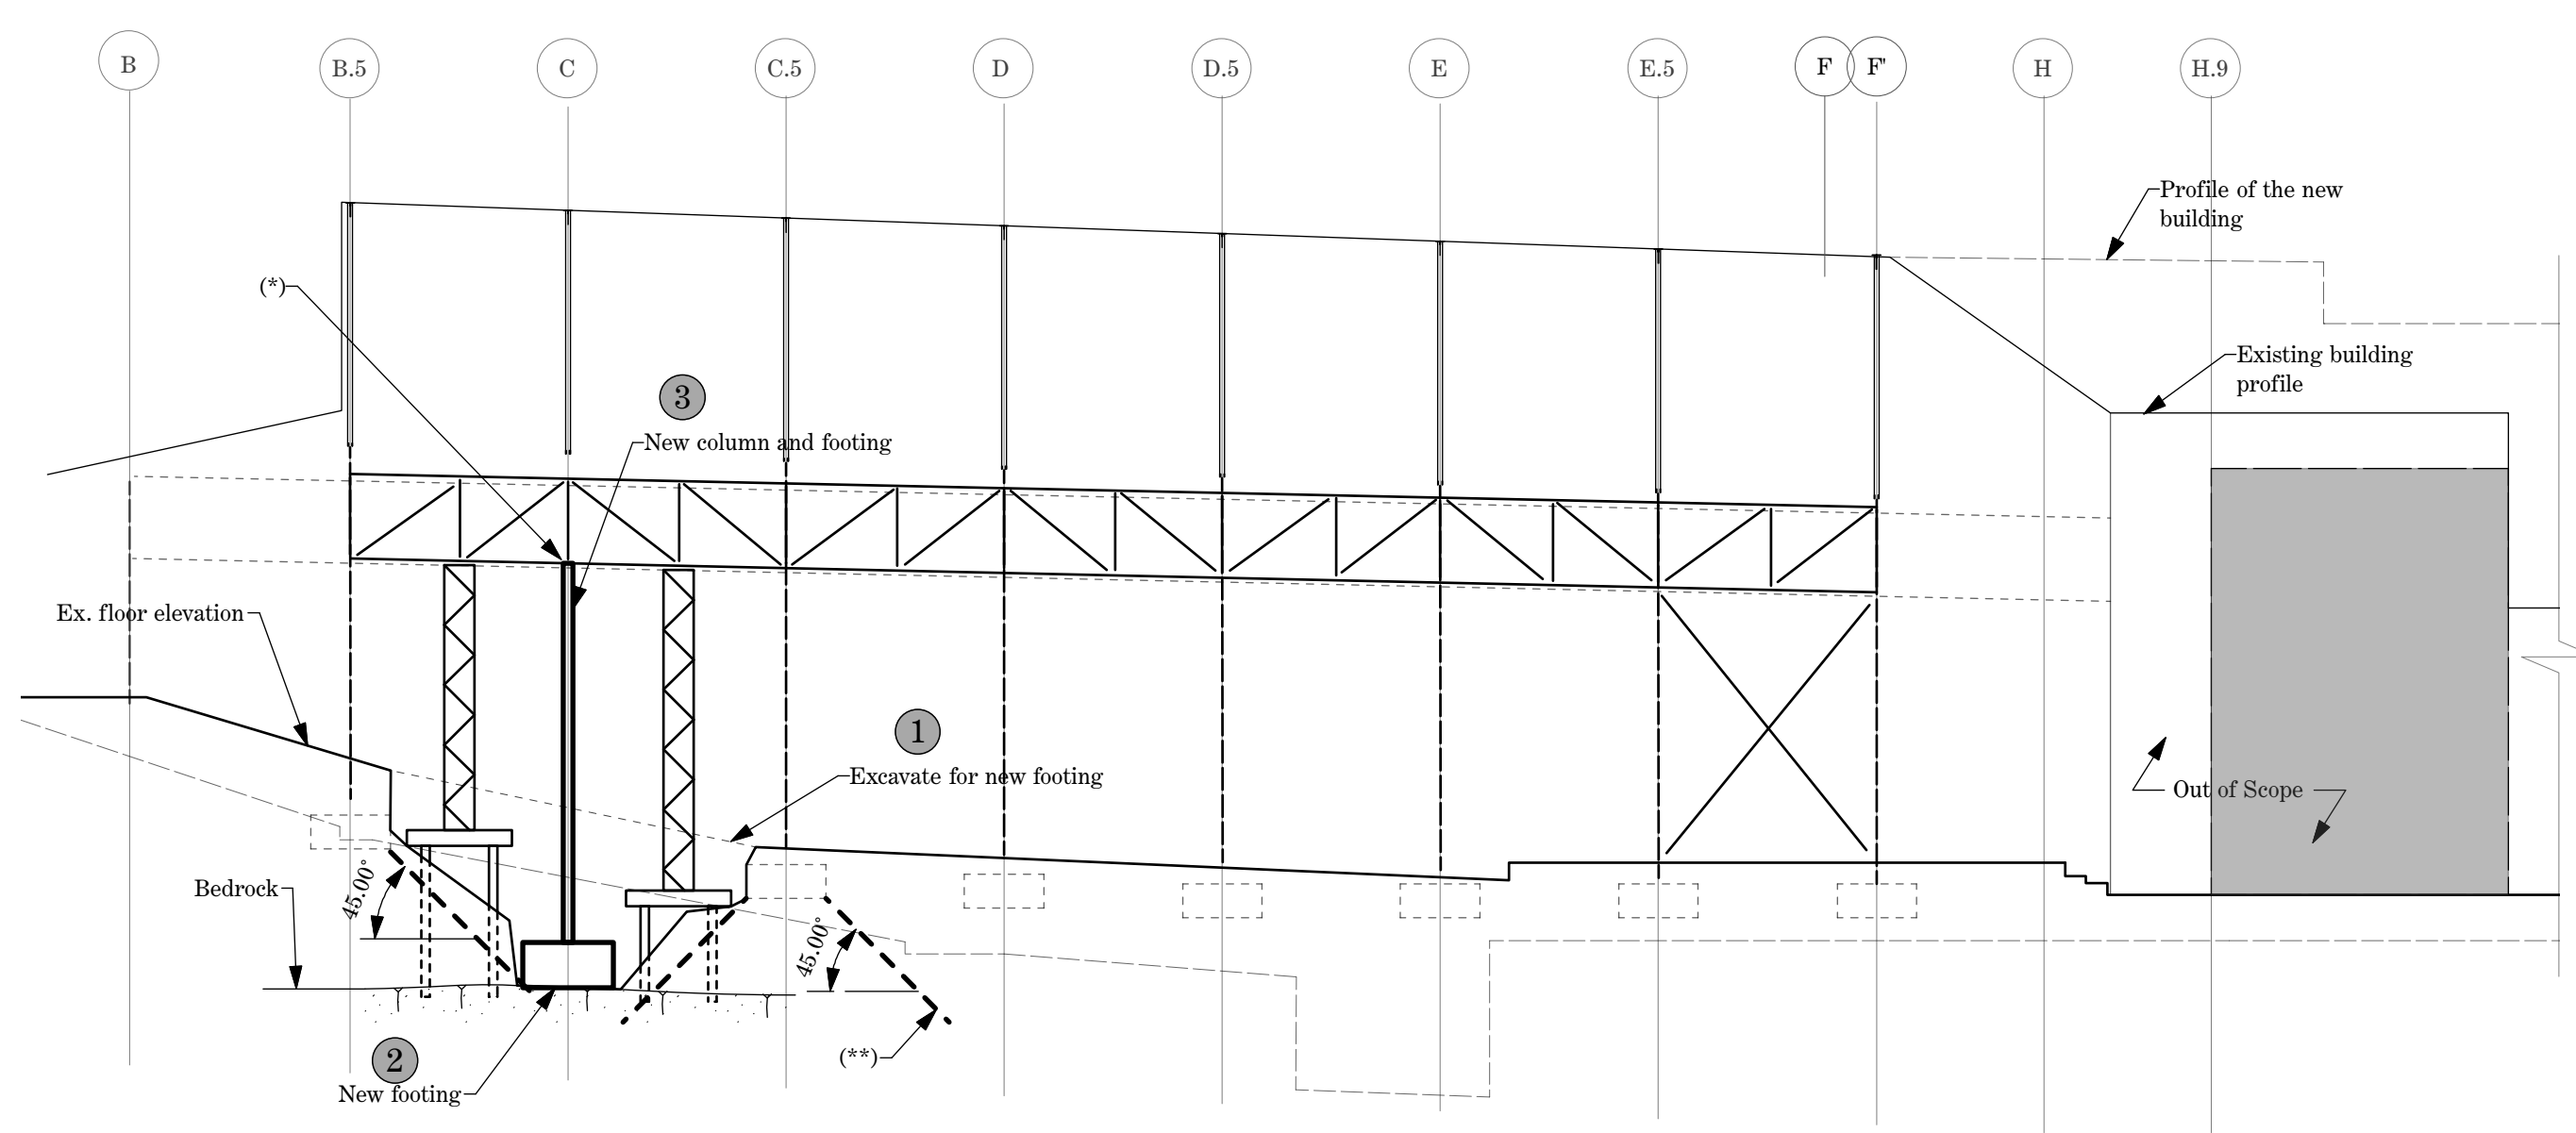 B
B.5
C
C.5
D
D.5
E
E.5
F
F'
H
H.9
Profile of the new
building
(*)
Existing building
profile
3
New column and footing
Ex. floor elevation
1
Excavate for new footing
Out of Scope
Bedrock
45.00°
45.00°
(**)
2
New footing